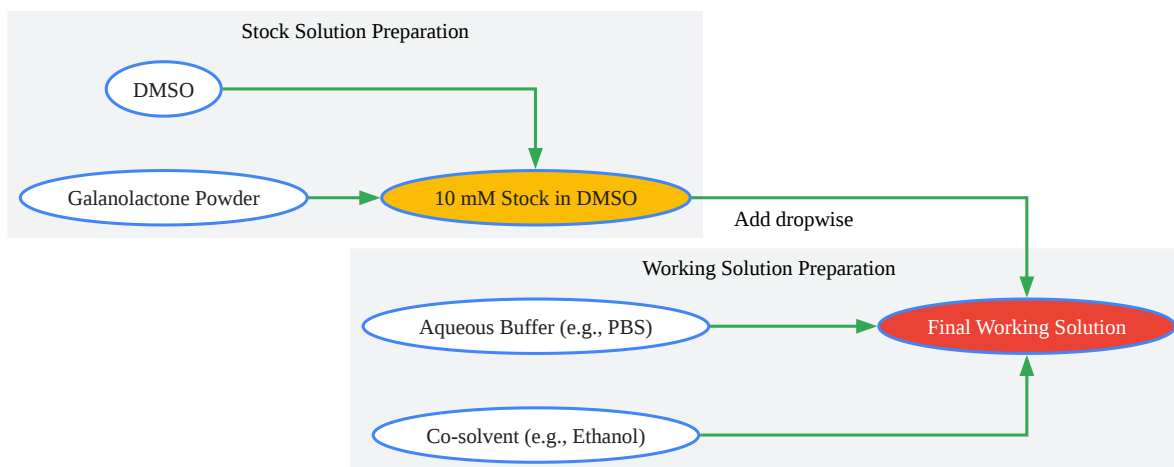 Stock Solution Preparation
DMSO
Galanolactone Powder
10 mM Stock in DMSO
Add dropwise
Working Solution Preparation
Aqueous Buffer (e.g., PBS)
Final Working Solution
Co-solvent (e.g., Ethanol)